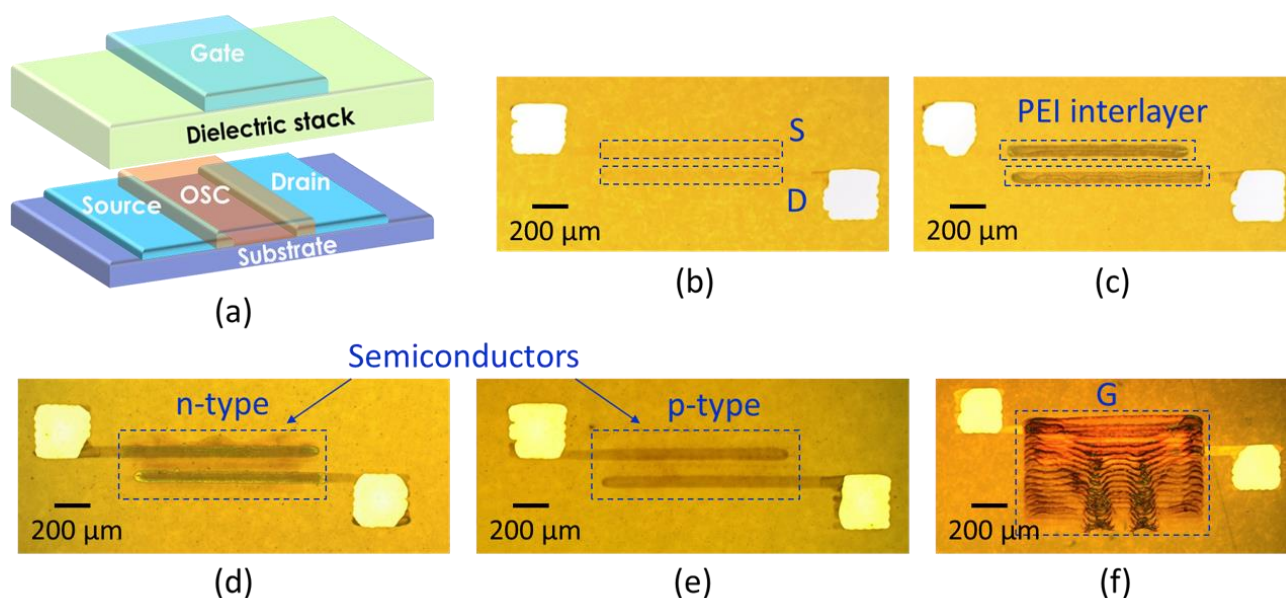 Gate
Dielectric stack
Source
OSC
Drain
Substrate
(a)
S
D
200 µm
(b)
PEI interlayer
200 µm
(c)
Semiconductors
n-type
200 µm
(d)
p-type
200 µm
(e)
G
200 µm
(f)